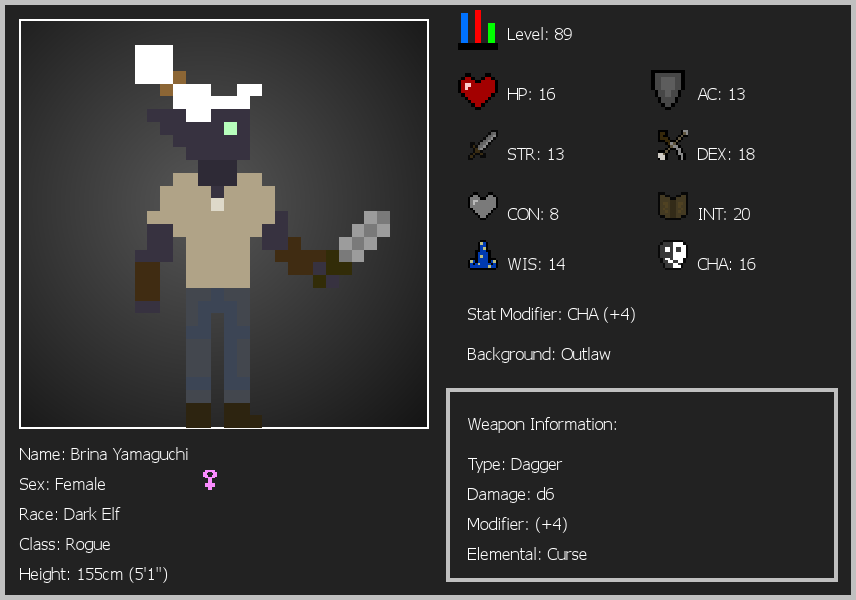 Level: 89
HP: 16
AC: 13
STR: 13
DEX: 18
CON: 8
INT: 20
WIS: 14
CHA: 16
Stat Modifier: CHA (+4)
Background: Outlaw
Weapon Information:
Type: Dagger
Damage: d6
Modifier: (+4)
Elemental: Curse
Name: Brina Yamaguchi
Sex: Female
Race: Dark Elf
Class: Rogue
Height: 155cm (5'1")